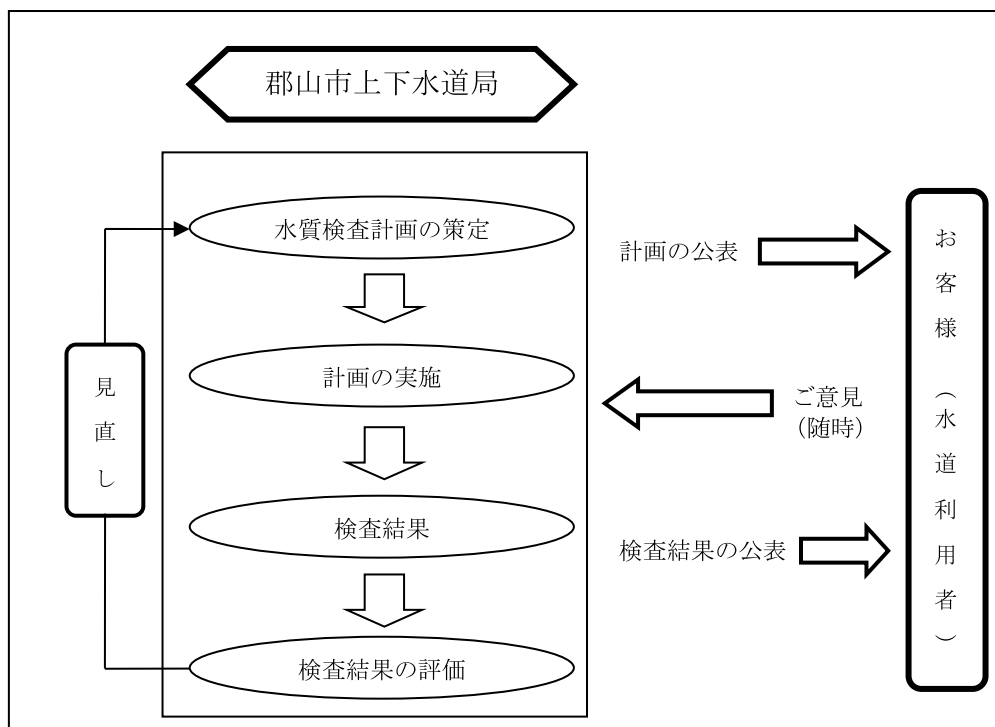 郡山市上下水道局
水質検査計画の策定
計画の実施
検査結果
検査結果の評価
見直し
計画の公表
ご意見
（随時）
検査結果の公表
お客様（水道利用者）